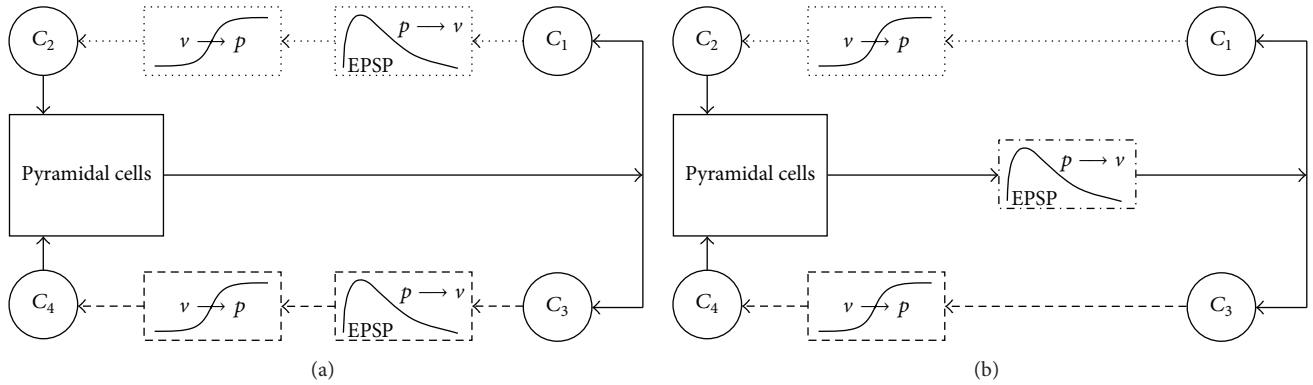 C₂
v → p
p → v
EPSP
C₁
Pyramidal cells
C₄
v → p
p → v
EPSP
C₃
(a)
C₂
v → p
C₁
Pyramidal cells
p → v
EPSP
C₄
v → p
C₃
(b)